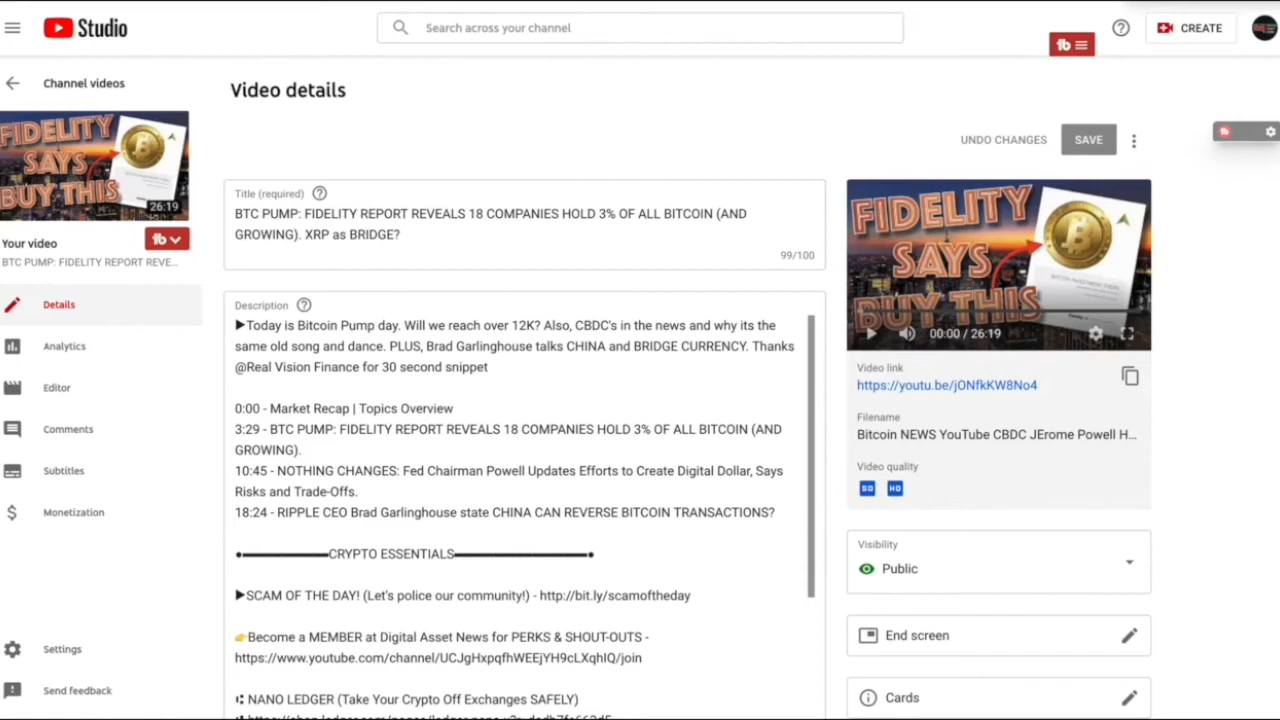 Studio
Search across your channel
CREATE
Channel videos
Video details
FIDELITY
SAYS
BUY THIS
26:19
UNDO CHANGES
SAVE
Your video
BTC PUMP: FIDELITY REPORT REVE...
Title (required)
BTC PUMP: FIDELITY REPORT REVEALS 18 COMPANIES HOLD 3% OF ALL BITCOIN (AND
GROWING). XRP as BRIDGE?
99/100
Details
Analytics
Editor
Comments
Subtitles
Monetization
Settings
Send feedback
Description
▶Today is Bitcoin Pump day. Will we reach over 12K? Also, CBDC's in the news and why its the
same old song and dance. PLUS, Brad Garlinghouse talks CHINA and BRIDGE CURRENCY. Thanks
@Real Vision Finance for 30 second snippet
0:00 - Market Recap | Topics Overview
3:29 - BTC PUMP: FIDELITY REPORT REVEALS 18 COMPANIES HOLD 3% OF ALL BITCOIN (AND
GROWING).
10:45 - NOTHING CHANGES: Fed Chairman Powell Updates Efforts to Create Digital Dollar, Says
Risks and Trade-Offs.
18:24 - RIPPLE CEO Brad Garlinghouse state CHINA CAN REVERSE BITCOIN TRANSACTIONS?
CRYPTO ESSENTIALS
▶SCAM OF THE DAY! (Let's police our community!) - http://bit.ly/scamoftheday
👉Become a MEMBER at Digital Asset News for PERKS & SHOUT-OUTS -
https://www.youtube.com/channel/UCJgHxpqfhWEEjYH9cLXqhIQ/join
NANO LEDGER (Take Your Crypto Off Exchanges SAFELY)
FIDELITY
SAYS
BUY THIS
00:00 / 26:19
Video link
https://youtu.be/jONfkKW8No4
Filename
Bitcoin NEWS YouTube CBDC JErome Powell H...
Video quality
SD HD
Visibility
Public
End screen
Cards